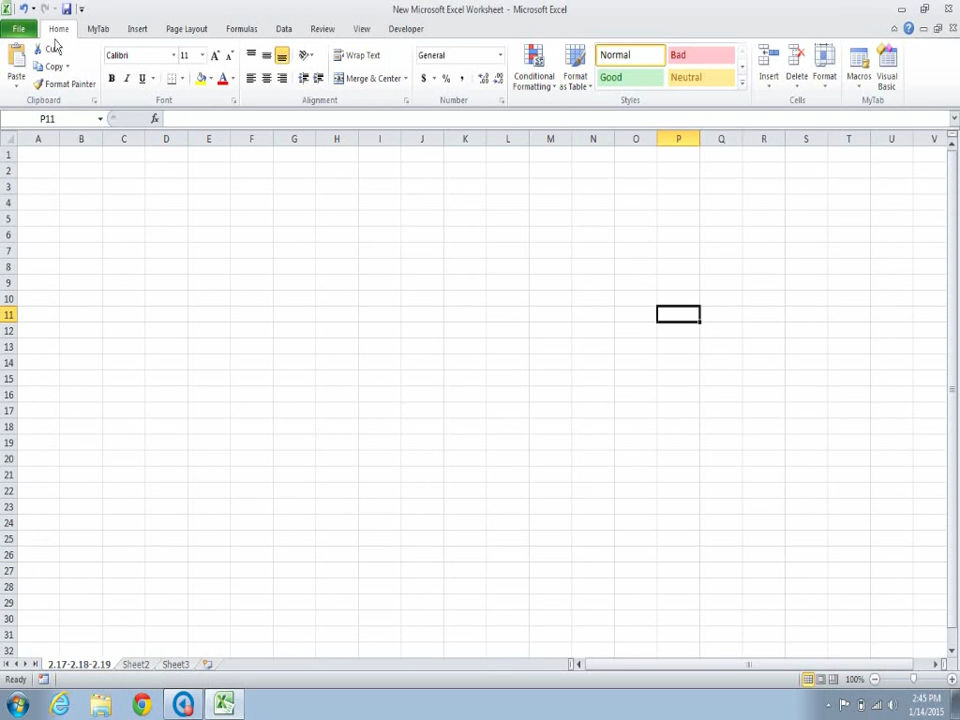 New Microsoft Excel Worksheet - Microsoft Excel
File Home MyTab Insert Page Layout Formulas Data Review View Developer
Cut
Copy
Format Painter
Paste
Clipboard
Calibri 11
B I U
Font
Wrap Text
Merge & Center
Alignment
General
$ % ,
Number
Conditional Formatting
Format as Table
Normal Bad
Good Neutral
Styles
Insert Delete Format
Cells
Macros Visual Basic
MyTab
P11 fx
A B C D E F G H I J K L M N O P Q R S T U V
1
2
3
4
5
6
7
8
9
10
11
12
13
14
15
16
17
18
19
20
21
22
23
24
25
26
27
28
29
30
31
32
2.17-2.18-2.19 Sheet2 Sheet3
Ready 100%
2:45 PM
1/14/2015